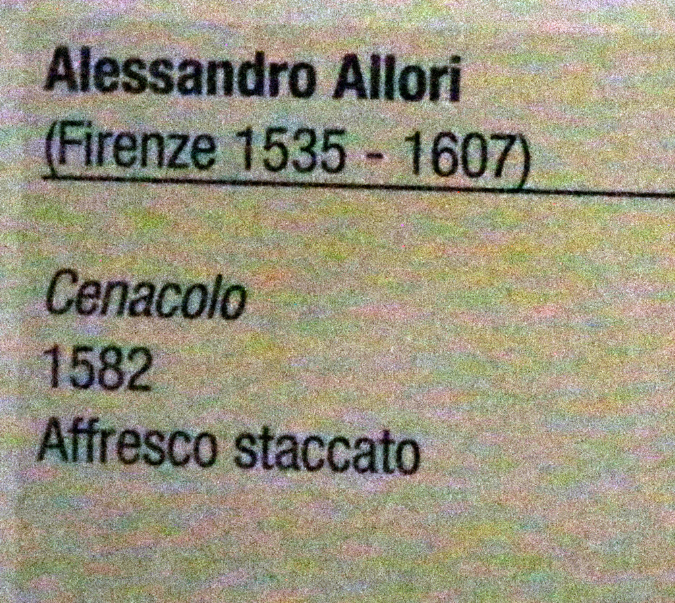 Alessandro Allori
(Firenze 1535 - 1607)
Cenacolo
1582
Affresco staccato